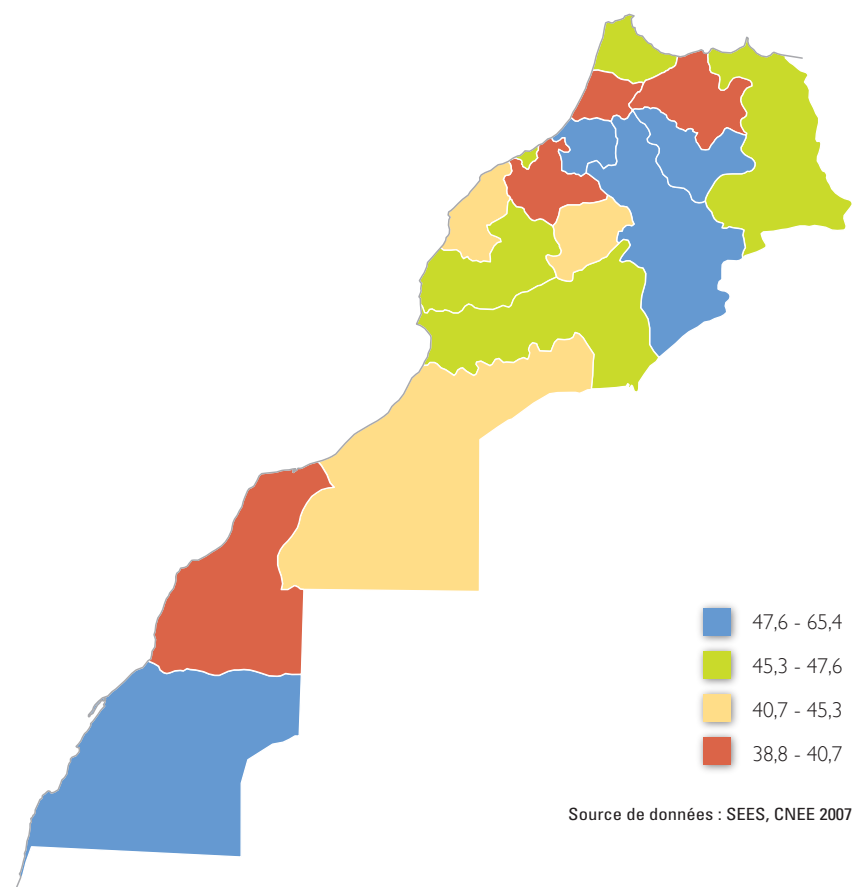 47,6 - 65,4
45,3 - 47,6
40,7 - 45,3
38,8 - 40,7
Source de données : SEES, CNEE 2007